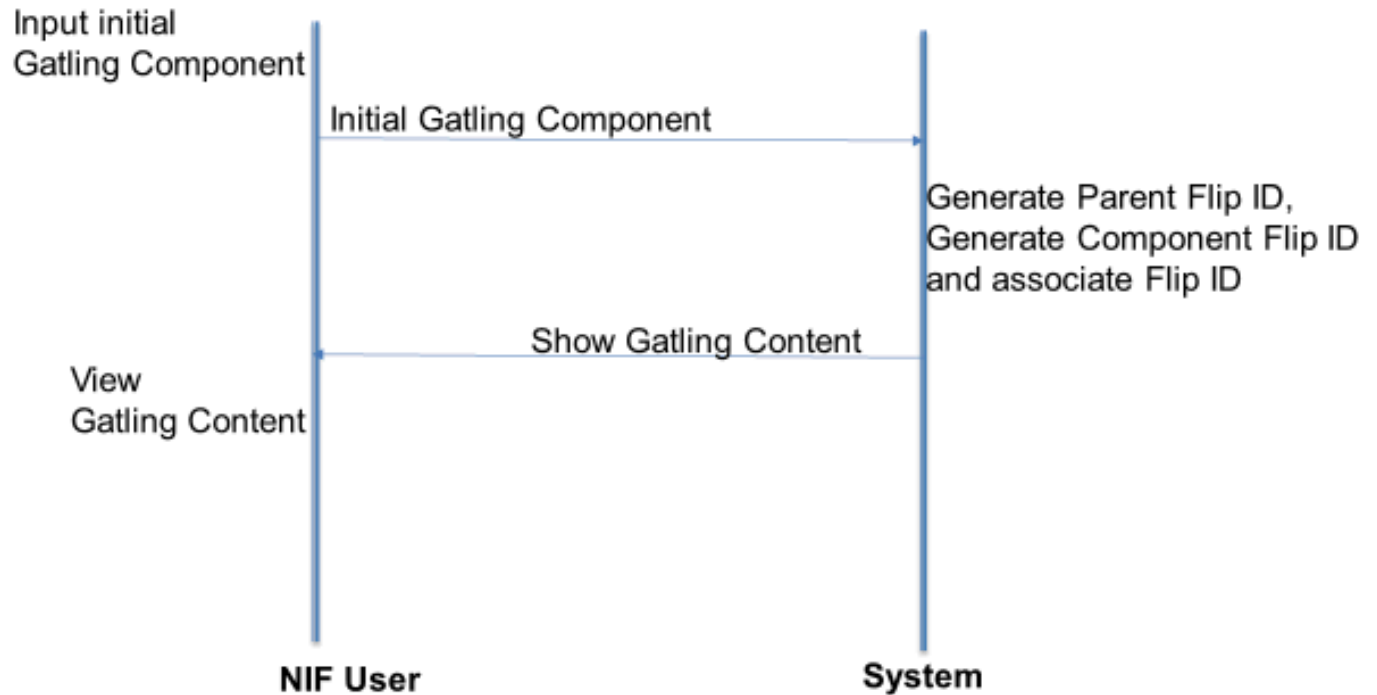 Input initial
Gatling Component
Initial Gatling Component
Generate Parent Flip ID,
Generate Component Flip ID
and associate Flip ID
Show Gatling Content
View
Gatling Content
NIF User
System